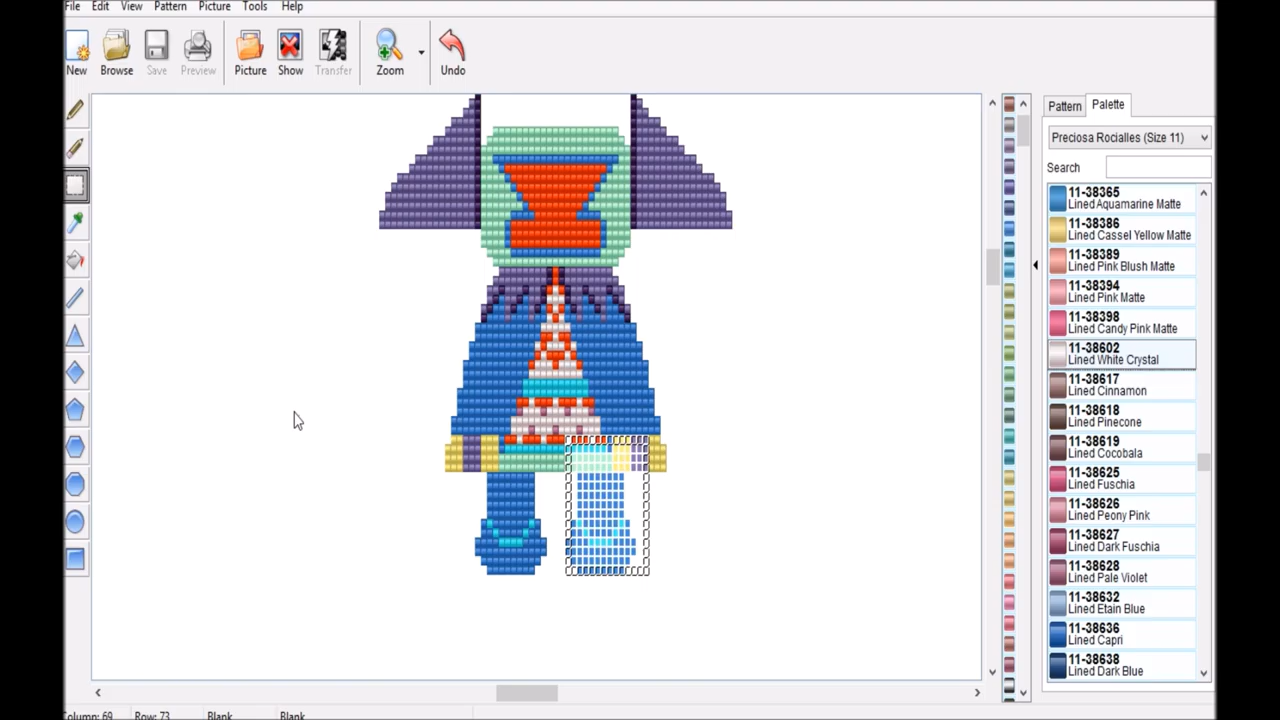 File Edit View Pattern Picture Tools Help
New Browse Save Preview Picture Show Transfer Zoom Undo
Pattern Palette
Preciosa Rocialles (Size 11)
Search
11-38365
Lined Aquamarine Matte
11-38386
Lined Cassel Yellow Matte
11-38389
Lined Pink Blush Matte
11-38394
Lined Pink Matte
11-38398
Lined Candy Pink Matte
11-38602
Lined White Crystal
11-38617
Lined Cinnamon
11-38618
Lined Pinecone
11-38619
Lined Cocobala
11-38625
Lined Fuschia
11-38626
Lined Peony Pink
11-38627
Lined Dark Fuschia
11-38628
Lined Pale Violet
11-38632
Lined Etain Blue
11-38636
Lined Capri
11-38638
Lined Dark Blue
Column: 69 Row: 73 Blank Blank